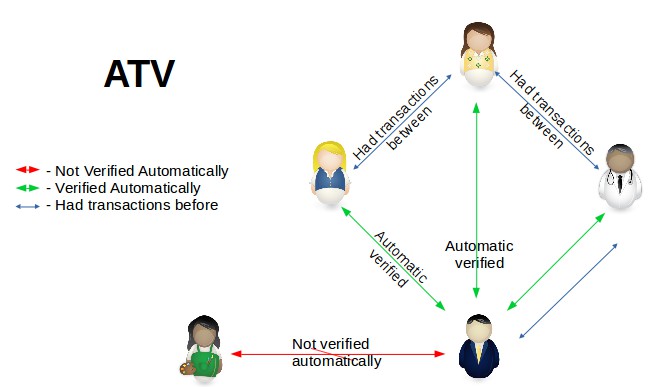 ATV
Had transactions
between
Had transactions
between
- Not Verified Automatically
- Verified Automatically
- Had transactions before
Automatic
verified
Automatic
verified
Not verified
automatically